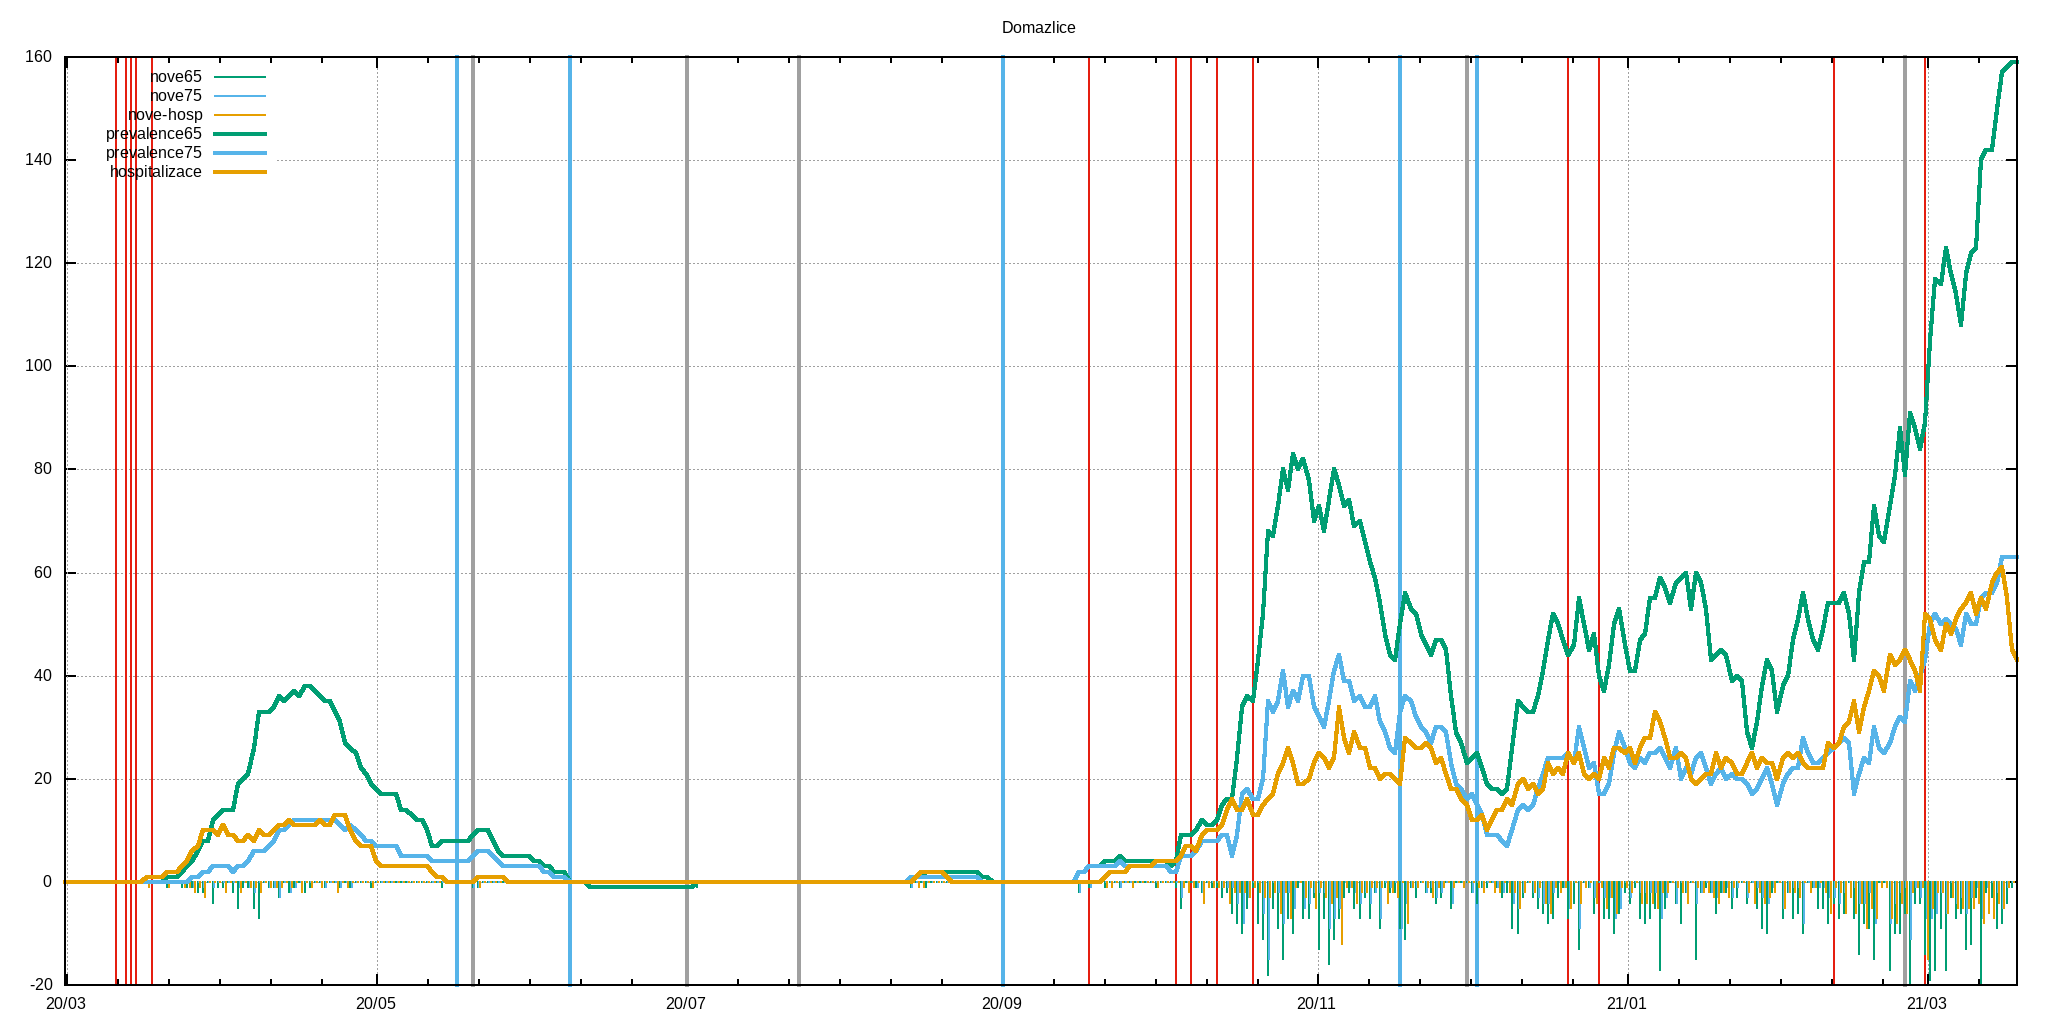 Domazlice
160
140
120
100
80
60
40
20
0
-20
nove65
nove75
nove-hosp
prevalence65
prevalence75
hospitalizace
20/03 20/05 20/07 20/09 20/11 21/01 21/03